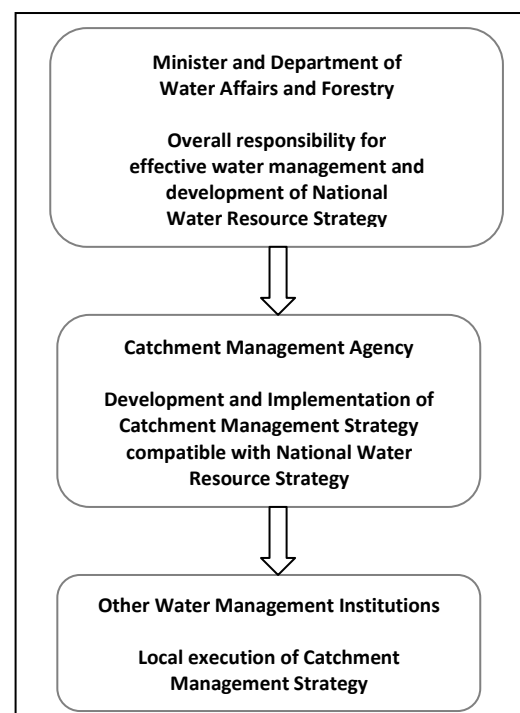 Minister and Department of
Water Affairs and Forestry
Overall responsibility for
effective water management and
development of National
Water Resource Strategy
Catchment Management Agency
Development and Implementation of
Catchment Management Strategy
compatible with National Water
Resource Strategy
Other Water Management Institutions
Local execution of Catchment
Management Strategy